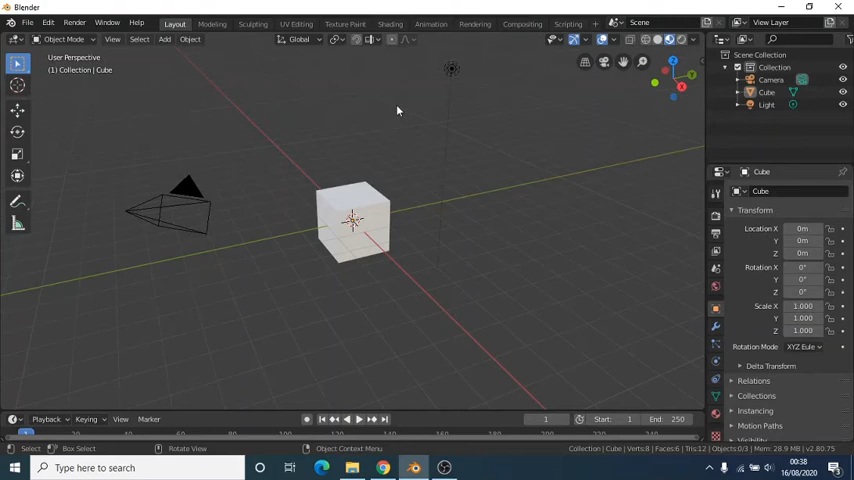 Blender
File Edit Render Window Help Layout Modeling Sculpting UV Editing Texture Paint Shading Animation Rendering Compositing Scripting Scene View Layer
Object Mode View Select Add Object Global
User Perspective
(1) Collection | Cube
Z
Y
X
Scene Collection
Collection
Camera
Cube
Light
Cube
Cube
Transform
Location X 0m
Y 0m
Z 0m
Rotation X 0°
Y 0°
Z 0°
Scale X 1.000
Y 1.000
Z 1.000
Rotation Mode XYZ Eule
Delta Transform
Relations
Collections
Instancing
Motion Paths
Visibility
Playback Keying View Marker 1 Start: 1 End: 250
Select Box Select Rotate View Object Context Menu Collection | Cube | Verts:8 | Faces:6 | Tris:12 | Objects:0/3 | Mem: 28.9 MB | v2.80.75
Type here to search
00:38
16/08/2020
3